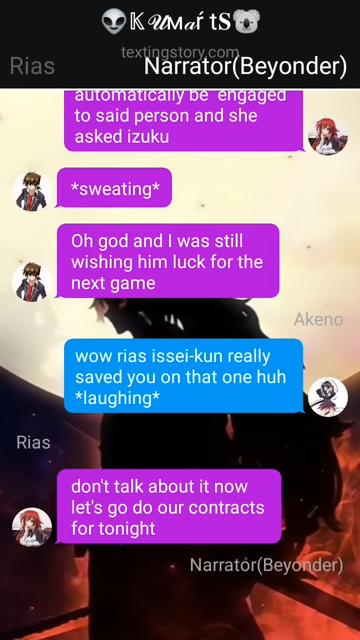 👽𝕂𝓤мąŕtS🐨
textingstory.com
Rias
Narrator(Beyonder)
automatically be engaged
to said person and she
asked izuku
*sweating*
Oh god and I was still
wishing him luck for the
next game
Akeno
wow rias issei-kun really
saved you on that one huh
*laughing*
Rias
don't talk about it now
let's go do our contracts
for tonight
Narrator(Beyonder)